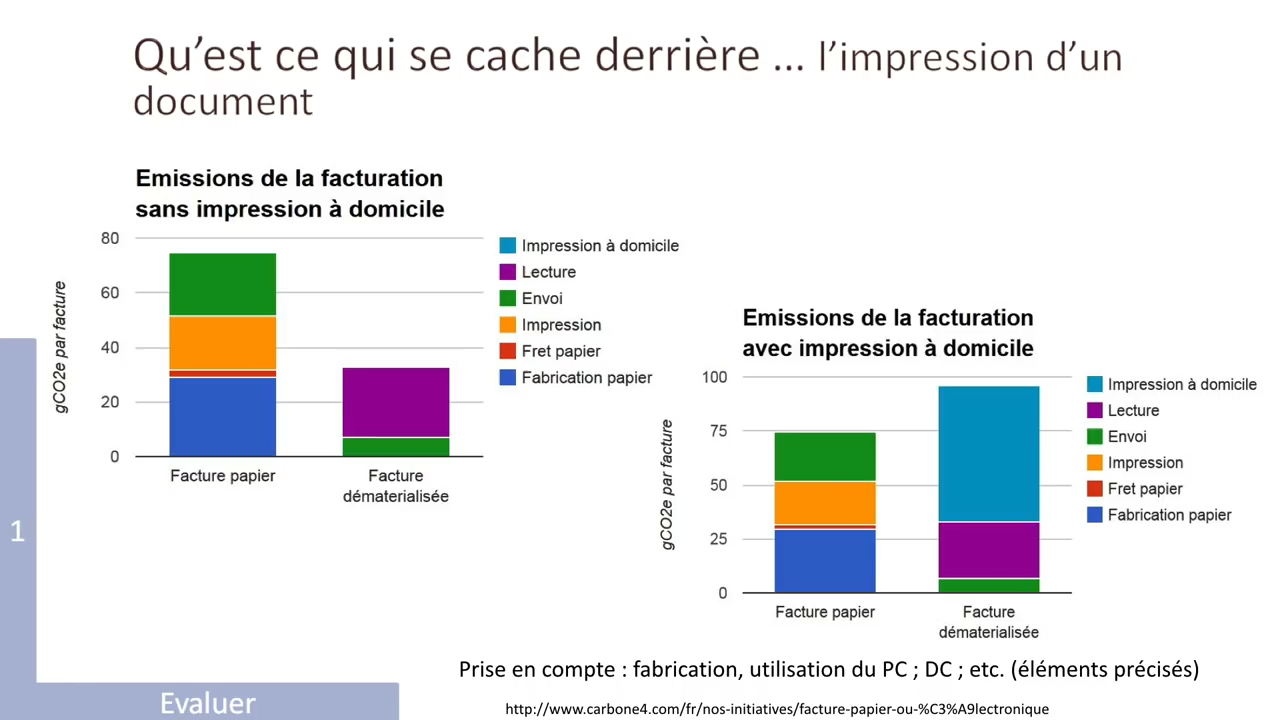 Qu’est ce qui se cache derrière ... l’impression d’un
document
Emissions de la facturation
sans impression à domicile
80
60
40
20
0
gCO2e par facture
Facture papier
Facture
dématerialisée
Impression à domicile
Lecture
Envoi
Impression
Fret papier
Fabrication papier
Emissions de la facturation
avec impression à domicile
100
75
50
25
0
gCO2e par facture
Facture papier
Facture
dématerialisée
Impression à domicile
Lecture
Envoi
Impression
Fret papier
Fabrication papier
1
Prise en compte : fabrication, utilisation du PC ; DC ; etc. (éléments précisés)
Evaluer
http://www.carbone4.com/fr/nos-initiatives/facture-papier-ou-%C3%A9lectronique